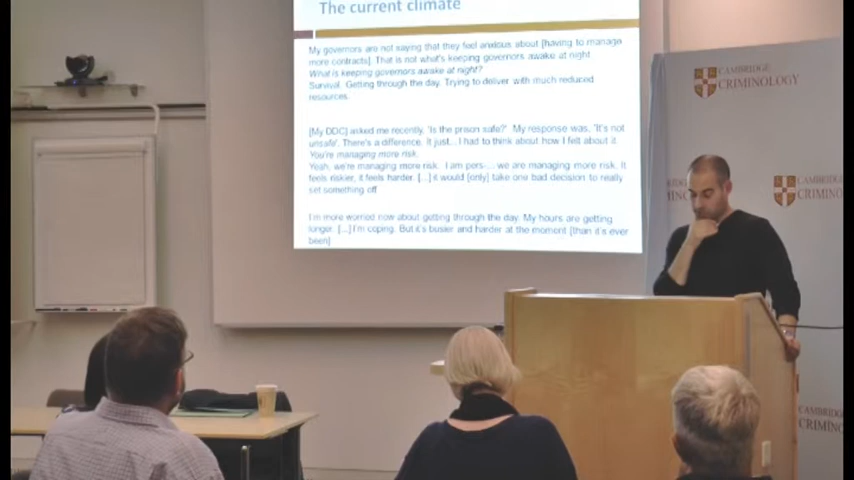 The current climate
My governors are not saying that they feel anxious about [having to manage
more contracts]. That is not what's keeping governors awake at night.
What is keeping governors awake at night?
Survival. Getting through the day. Trying to deliver with much reduced
resources.
[My DDC] asked me recently, 'Is the prison safe?' My response was, 'It's not
unsafe'. There's a difference. It just... I had to think about how I felt about it.
You're managing more risk.
Yeah, we're managing more risk. I am pers-... we are managing more risk. It
feels riskier, it feels harder. [...] it would [only] take one bad decision to really
set something off
I'm more worried now about getting through the day. My hours are getting
longer. [...] I'm coping. But it's busier and harder at the moment [than it's ever
been]
CAMBRIDGE
CRIMINOLOGY
CAMBRIDGE
CRIMINO
CAMBRIDG
CRIMINOL